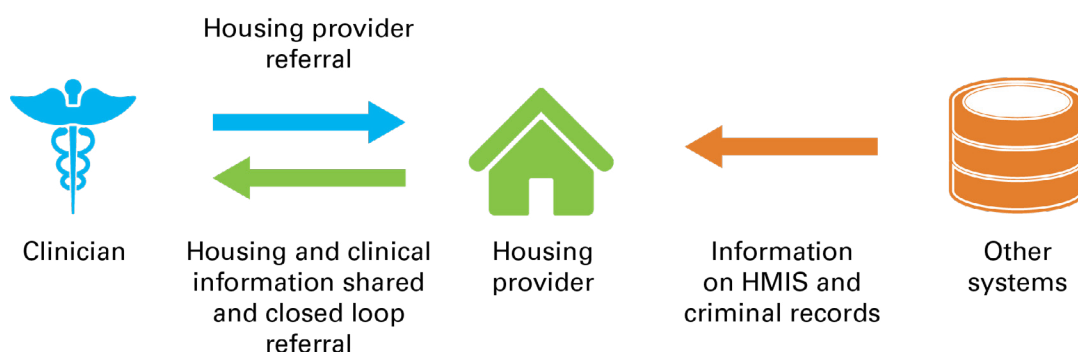 Housing provider
referral
Clinician
Housing and clinical
information shared
and closed loop
referral
Housing
provider
Information
on HMIS and
criminal records
Other
systems